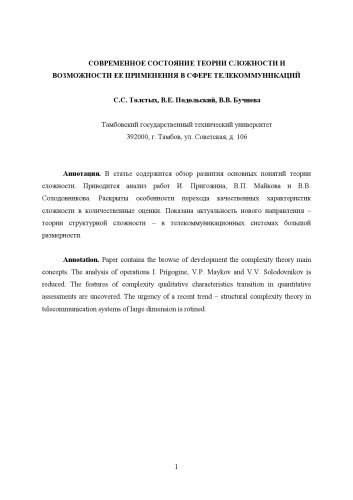 СОВРЕМЕННОЕ СОСТОЯНИЕ ТЕОРИИ СЛОЖНОСТИ И
ВОЗМОЖНОСТИ ЕЕ ПРИМЕНЕНИЯ В СФЕРЕ ТЕЛЕКОММУНИКАЦИЙ
С.С. Толстых, В.Е. Подольский, В.В. Бучнева
Тамбовский государственный технический университет
392000, г. Тамбов, ул. Советская, д. 106
Аннотация. В статье содержится обзор развития основных понятий теории
сложности. Приводится анализ работ И. Пригожина, В.П. Майкова и В.В.
Солодовникова. Раскрыты особенности перехода качественных характеристик
сложности в количественные оценки. Показана актуальность нового направления –
теории структурной сложности – в телекоммуникационных системах большой
размерности.
Annotation. Paper contains the browse of development the complexity theory main
concepts. The analysis of operations I. Prigogine, V.P. Maykov and V.V. Solodovnikov is
reduced. The features of complexity qualitative characteristics transition in quantitative
assessments are uncovered. The urgency of a recent trend – structural complexity theory in
telecommunication systems of large dimension is rotined.
1